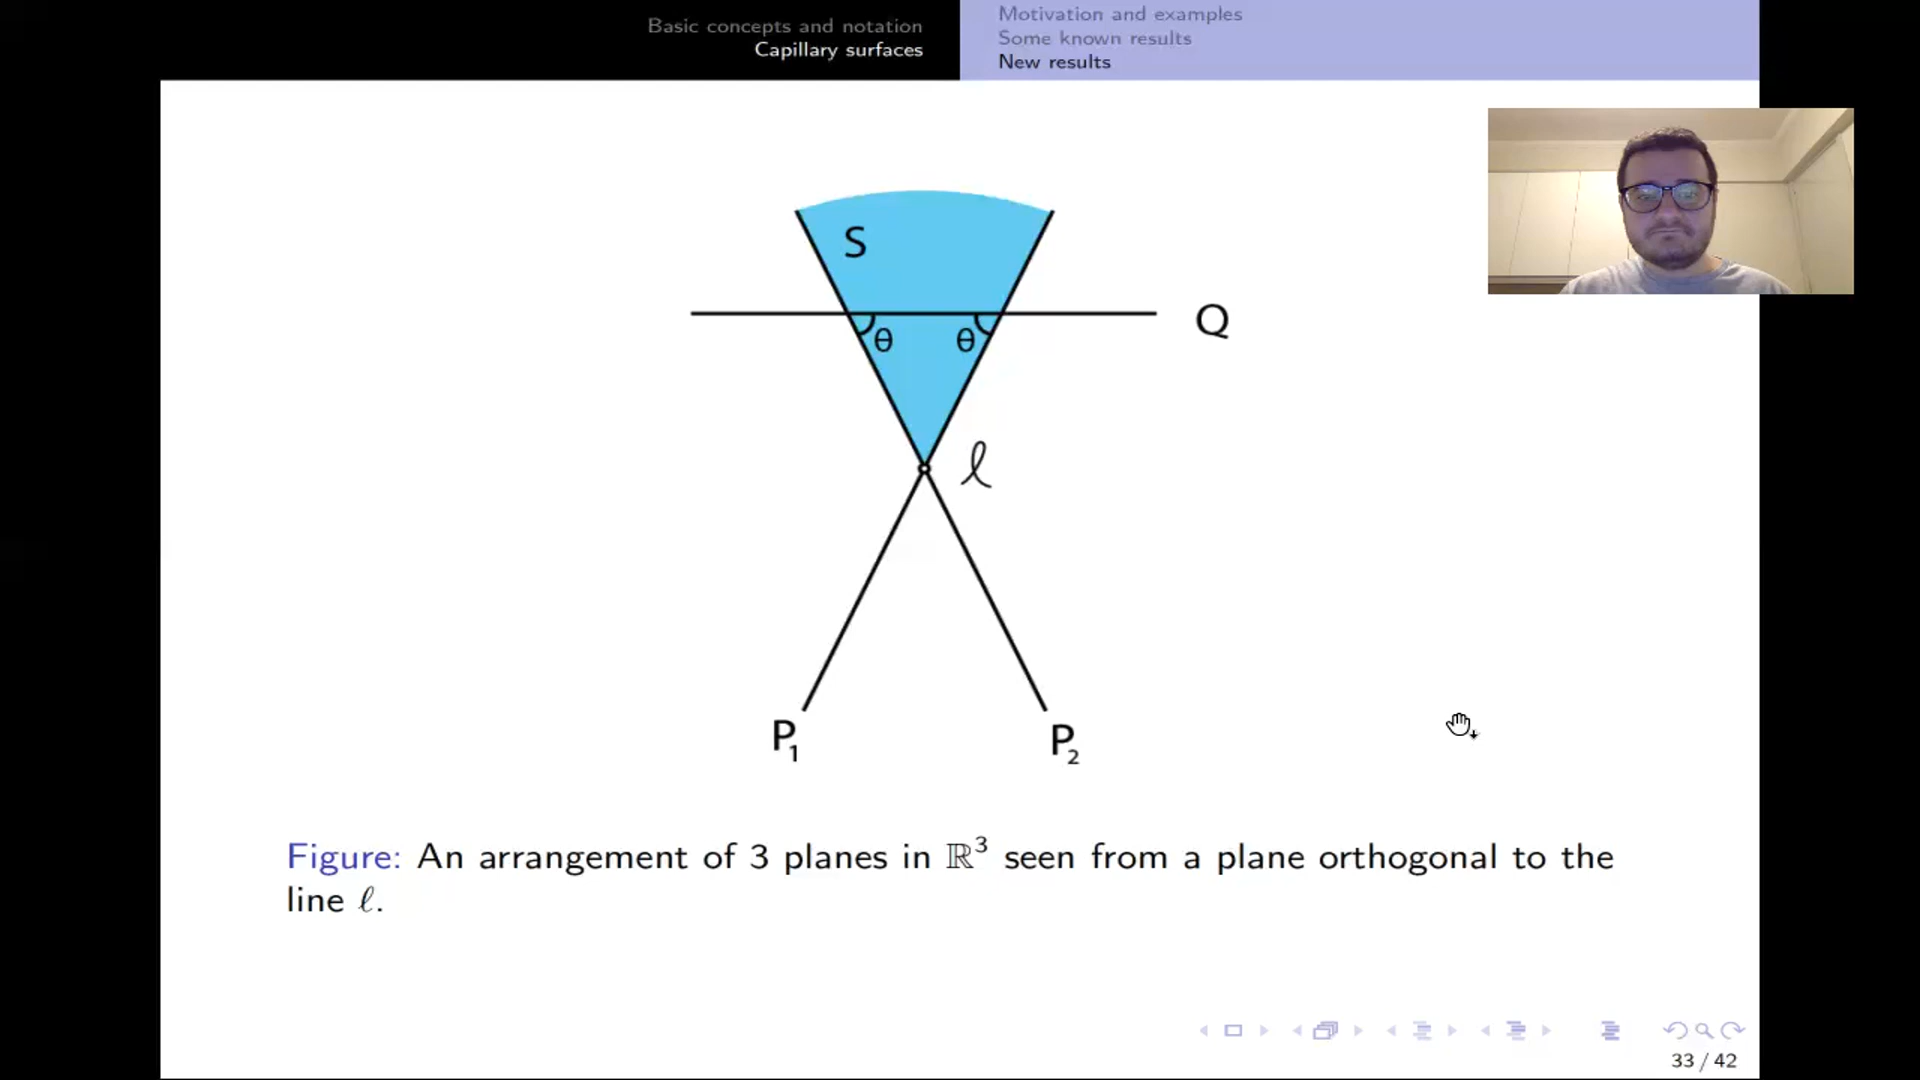 Basic concepts and notation
Capillary surfaces
Motivation and examples
Some known results
New results
S
Q
θ θ
ℓ
P1
P2
Figure: An arrangement of 3 planes in ℝ³ seen from a plane orthogonal to the
line ℓ.
33 / 42